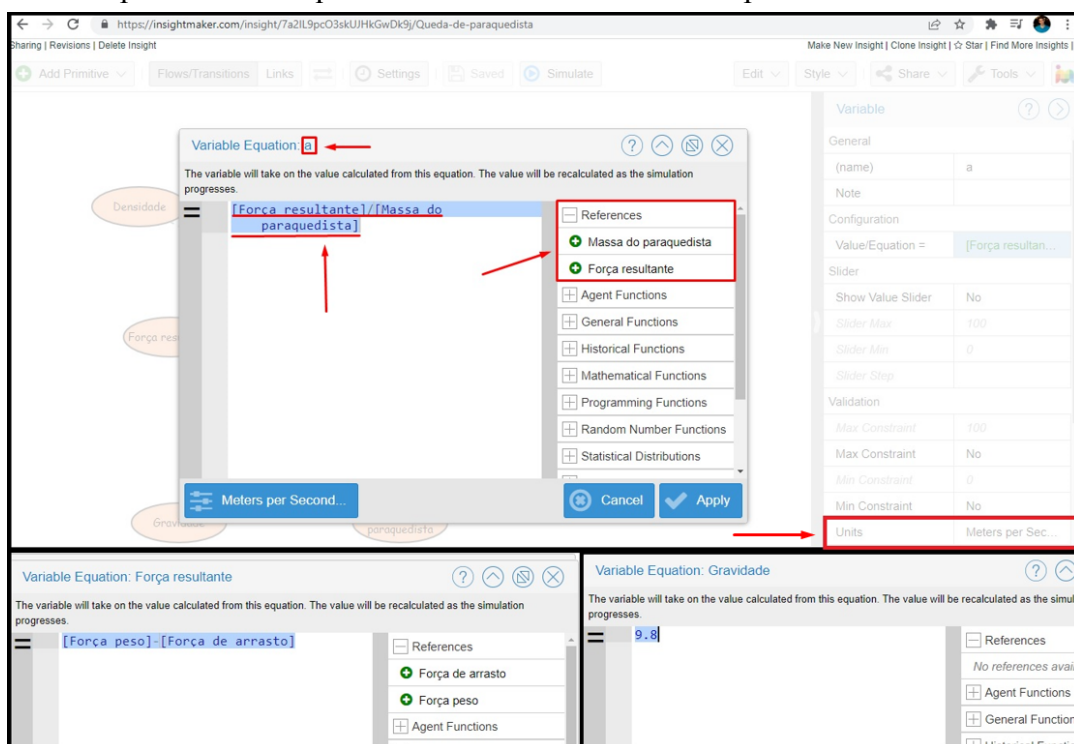 https://insightmaker.com/insight/7a2IL9pcO3skUJHkGwDk9j/Queda-de-paraquedista
Sharing | Revisions | Delete Insight
Make New Insight | Clone Insight | ☆ Star | Find More Insights |
Add Primitive Flows/Transitions Links Settings Saved Simulate Edit Style Share Tools
Variable
General
(name) a
Note
Configuration
Value/Equation = [Força resultan...
Slider
Show Value Slider No
Slider Max 100
Slider Min 0
Slider Step
Validation
Max Constraint 100
Max Constraint No
Min Constraint 0
Min Constraint No
Units Meters per Sec...
Densidade
Força res
Gravidade
paraquedista
Variable Equation: a
The variable will take on the value calculated from this equation. The value will be recalculated as the simulation
progresses.
= [Força resultante]/[Massa do
paraquedista]
References
Massa do paraquedista
Força resultante
Agent Functions
General Functions
Historical Functions
Mathematical Functions
Programming Functions
Random Number Functions
Statistical Distributions
Meters per Second...
Cancel Apply
Variable Equation: Força resultante
The variable will take on the value calculated from this equation. The value will be recalculated as the simulation
progresses.
= [Força peso]-[Força de arrasto]
References
Força de arrasto
Força peso
Agent Functions
Variable Equation: Gravidade
The variable will take on the value calculated from this equation. The value will be recalculated as the simul
progresses.
= 9.8
References
No references avai
Agent Functions
General Function